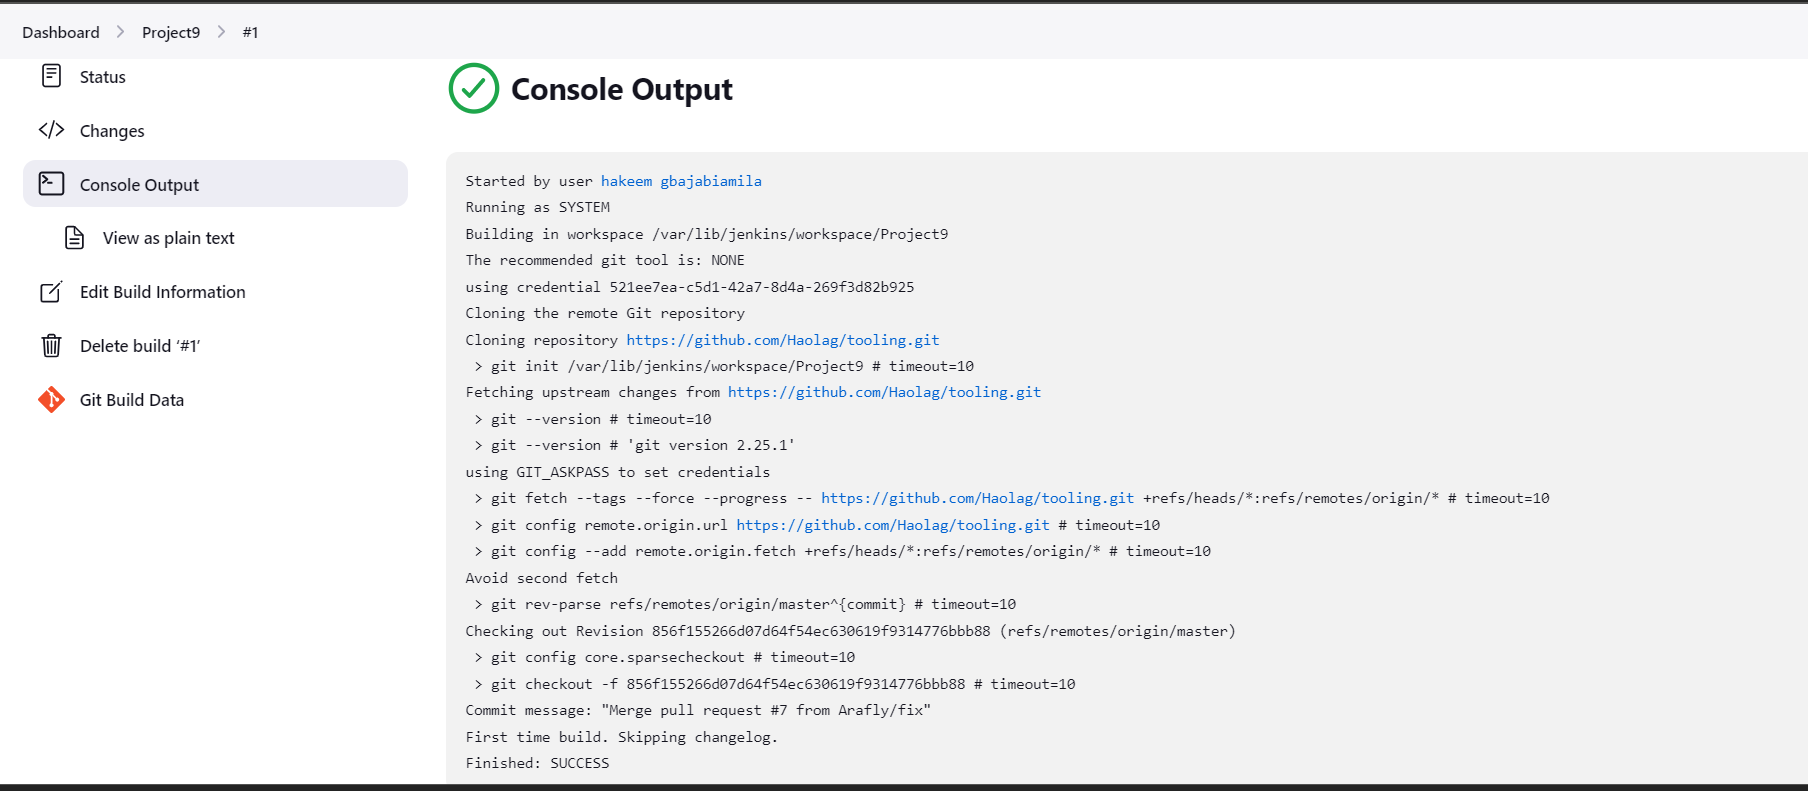 Dashboard > Project9 > #1
Status
Changes
Console Output
View as plain text
Edit Build Information
Delete build ‘#1’
Git Build Data
Console Output
Started by user hakeem gbajabiamila
Running as SYSTEM
Building in workspace /var/lib/jenkins/workspace/Project9
The recommended git tool is: NONE
using credential 521ee7ea-c5d1-42a7-8d4a-269f3d82b925
Cloning the remote Git repository
Cloning repository https://github.com/Haolag/tooling.git
 > git init /var/lib/jenkins/workspace/Project9 # timeout=10
Fetching upstream changes from https://github.com/Haolag/tooling.git
 > git --version # timeout=10
 > git --version # 'git version 2.25.1'
using GIT_ASKPASS to set credentials
 > git fetch --tags --force --progress -- https://github.com/Haolag/tooling.git +refs/heads/*:refs/remotes/origin/* # timeout=10
 > git config remote.origin.url https://github.com/Haolag/tooling.git # timeout=10
 > git config --add remote.origin.fetch +refs/heads/*:refs/remotes/origin/* # timeout=10
Avoid second fetch
 > git rev-parse refs/remotes/origin/master^{commit} # timeout=10
Checking out Revision 856f155266d07d64f54ec630619f9314776bbb88 (refs/remotes/origin/master)
 > git config core.sparsecheckout # timeout=10
 > git checkout -f 856f155266d07d64f54ec630619f9314776bbb88 # timeout=10
Commit message: "Merge pull request #7 from Arafly/fix"
First time build. Skipping changelog.
Finished: SUCCESS